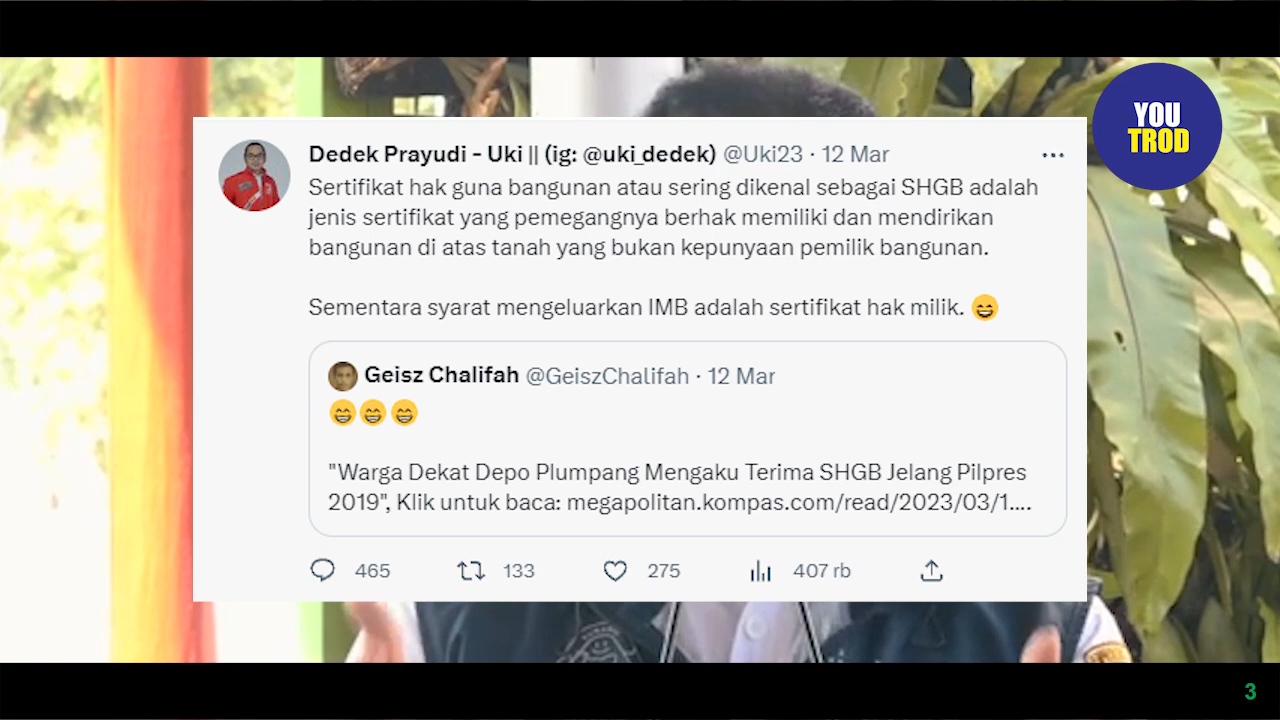 YOU
TROD
Dedek Prayudi - Uki || (ig: @uki_dedek) @Uki23 · 12 Mar
Sertifikat hak guna bangunan atau sering dikenal sebagai SHGB adalah
jenis sertifikat yang pemegangnya berhak memiliki dan mendirikan
bangunan di atas tanah yang bukan kepunyaan pemilik bangunan.
Sementara syarat mengeluarkan IMB adalah sertifikat hak milik. 😁
Geisz Chalifah @GeiszChalifah · 12 Mar
😁😁😁
"Warga Dekat Depo Plumpang Mengaku Terima SHGB Jelang Pilpres
2019", Klik untuk baca: megapolitan.kompas.com/read/2023/03/1....
465 133 275 407 rb
3